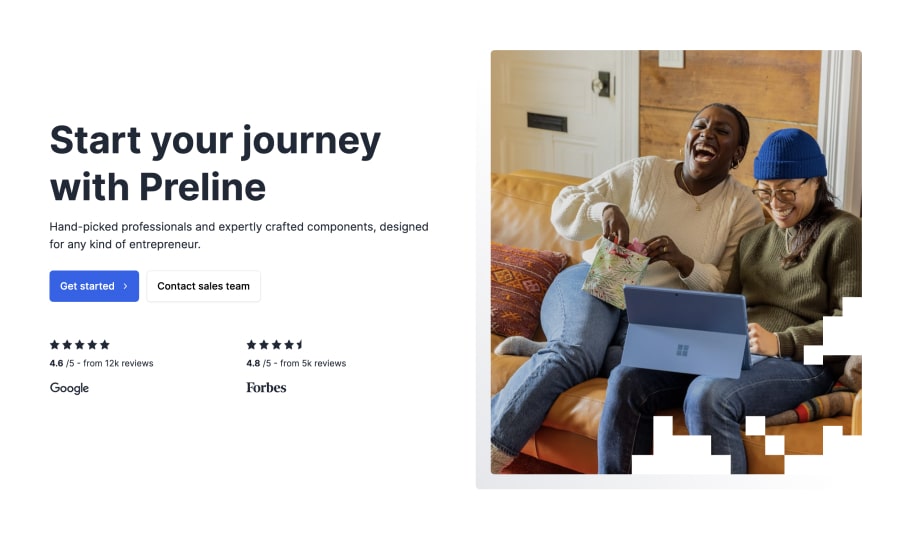 Start your journey
with Preline
Hand-picked professionals and expertly crafted components, designed
for any kind of entrepreneur.
Get started
Contact sales team
4.6 /5 - from 12k reviews
4.8 /5 - from 5k reviews
Google
Forbes